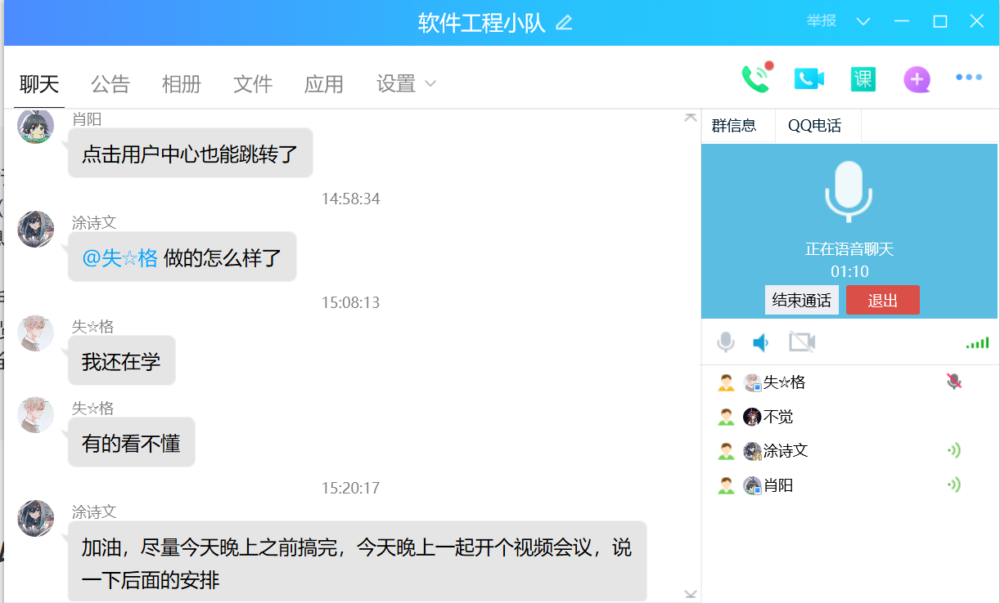 软件工程小队
举报
聊天 公告 相册 文件 应用 设置
课
肖阳
点击用户中心也能跳转了
14:58:34
涂诗文
@失☆格 做的怎么样了
15:08:13
失☆格
我还在学
失☆格
有的看不懂
15:20:17
涂诗文
加油，尽量今天晚上之前搞完，今天晚上一起开个视频会议，说
一下后面的安排
群信息 QQ电话
正在语音聊天
01:10
结束通话 退出
失☆格
不觉
涂诗文
肖阳